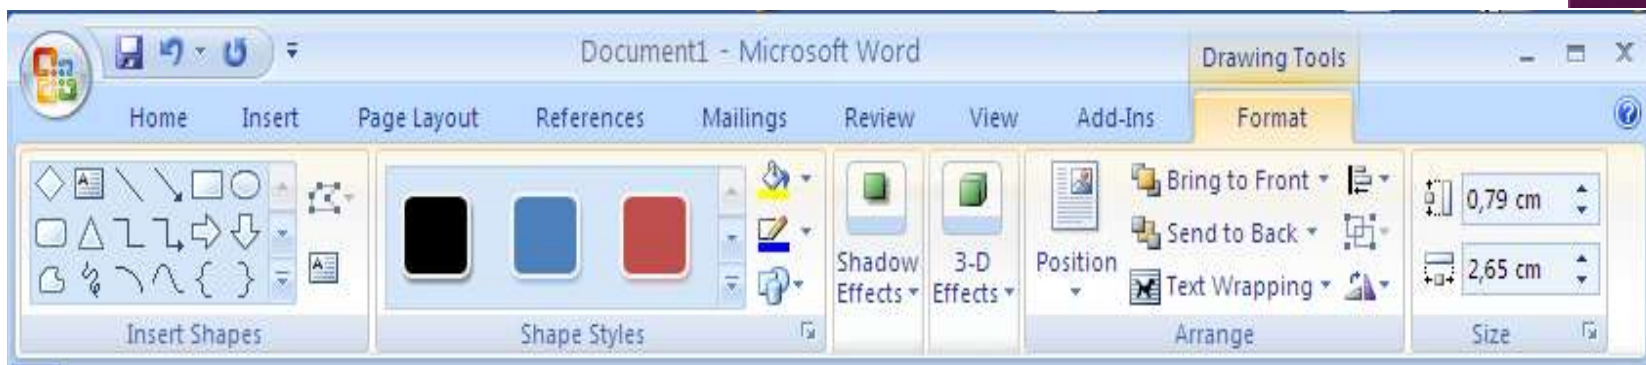 Document1 - Microsoft Word
Drawing Tools
Home Insert Page Layout References Mailings Review View Add-Ins Format
Bring to Front
0,79 cm
Send to Back
Shadow Effects
3-D Effects
Position
2,65 cm
Text Wrapping
Insert Shapes
Shape Styles
Arrange
Size